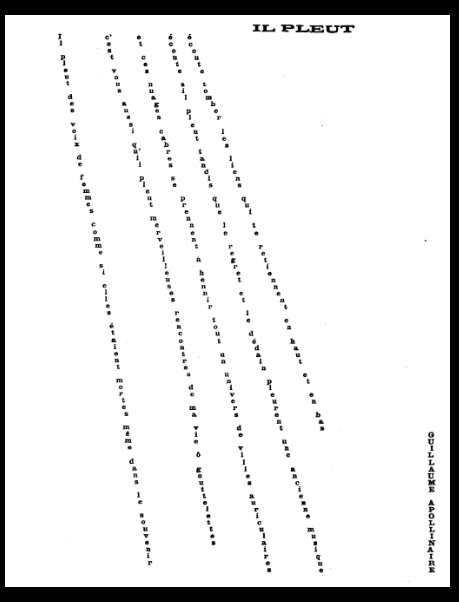 IL PLEUT
Il pleut des voix de femmes comme si elles étaient mortes même dans le souvenir
c'est vous aussi qu'il pleut merveilleuses rencontres de ma vie ô gouttelettes
et ces nuages cabrés se prennent à hennir tout un univers de villes auriculaires
écoute s'il pleut tandis que le regret et le dédain pleurent une ancienne musique
écoute tomber les liens qui te retiennent en haut et en bas
GUILLAUME APOLLINAIRE